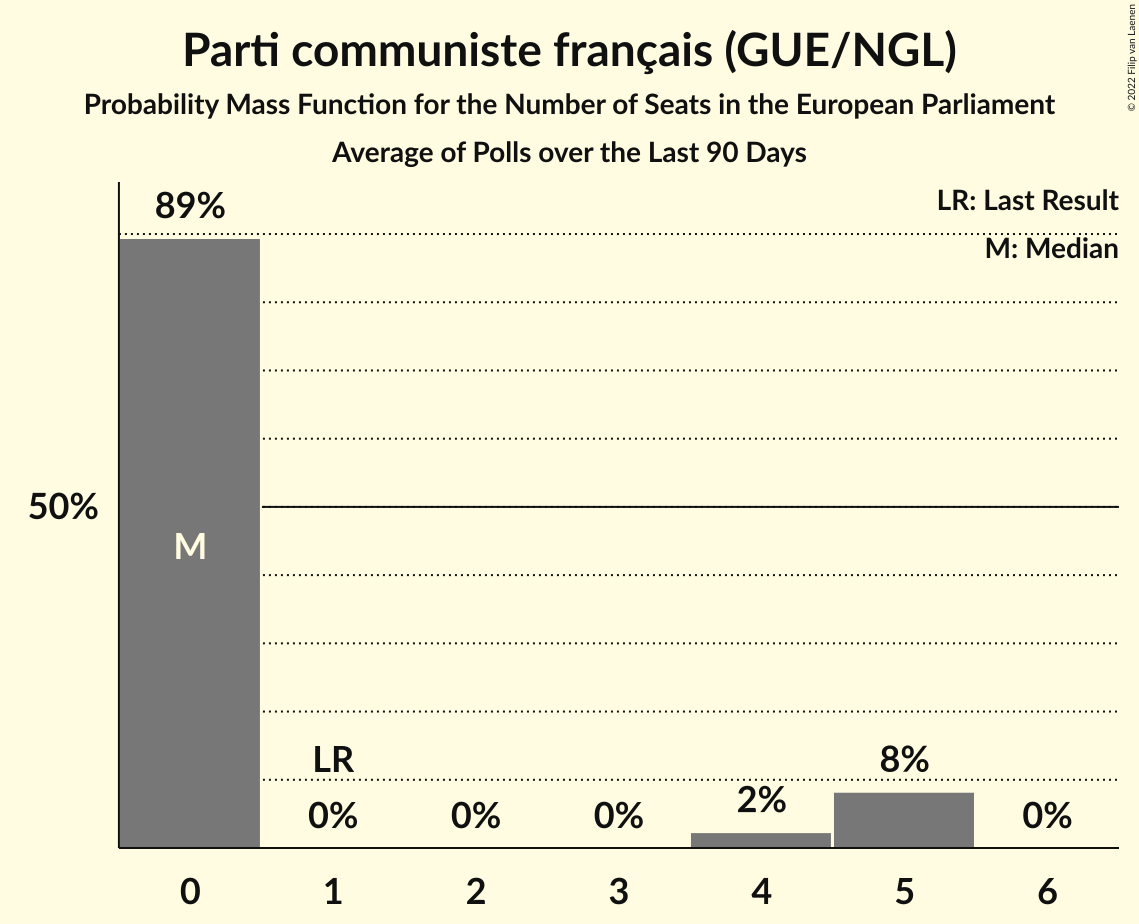 Parti communiste français (GUE/NGL)
Probability Mass Function for the Number of Seats in the European Parliament
Average of Polls over the Last 90 Days
© 2022 Filip van Laenen
LR: Last Result
M: Median
89%
50%
M
LR
0%
0%
0%
2%
8%
0%
0 1 2 3 4 5 6